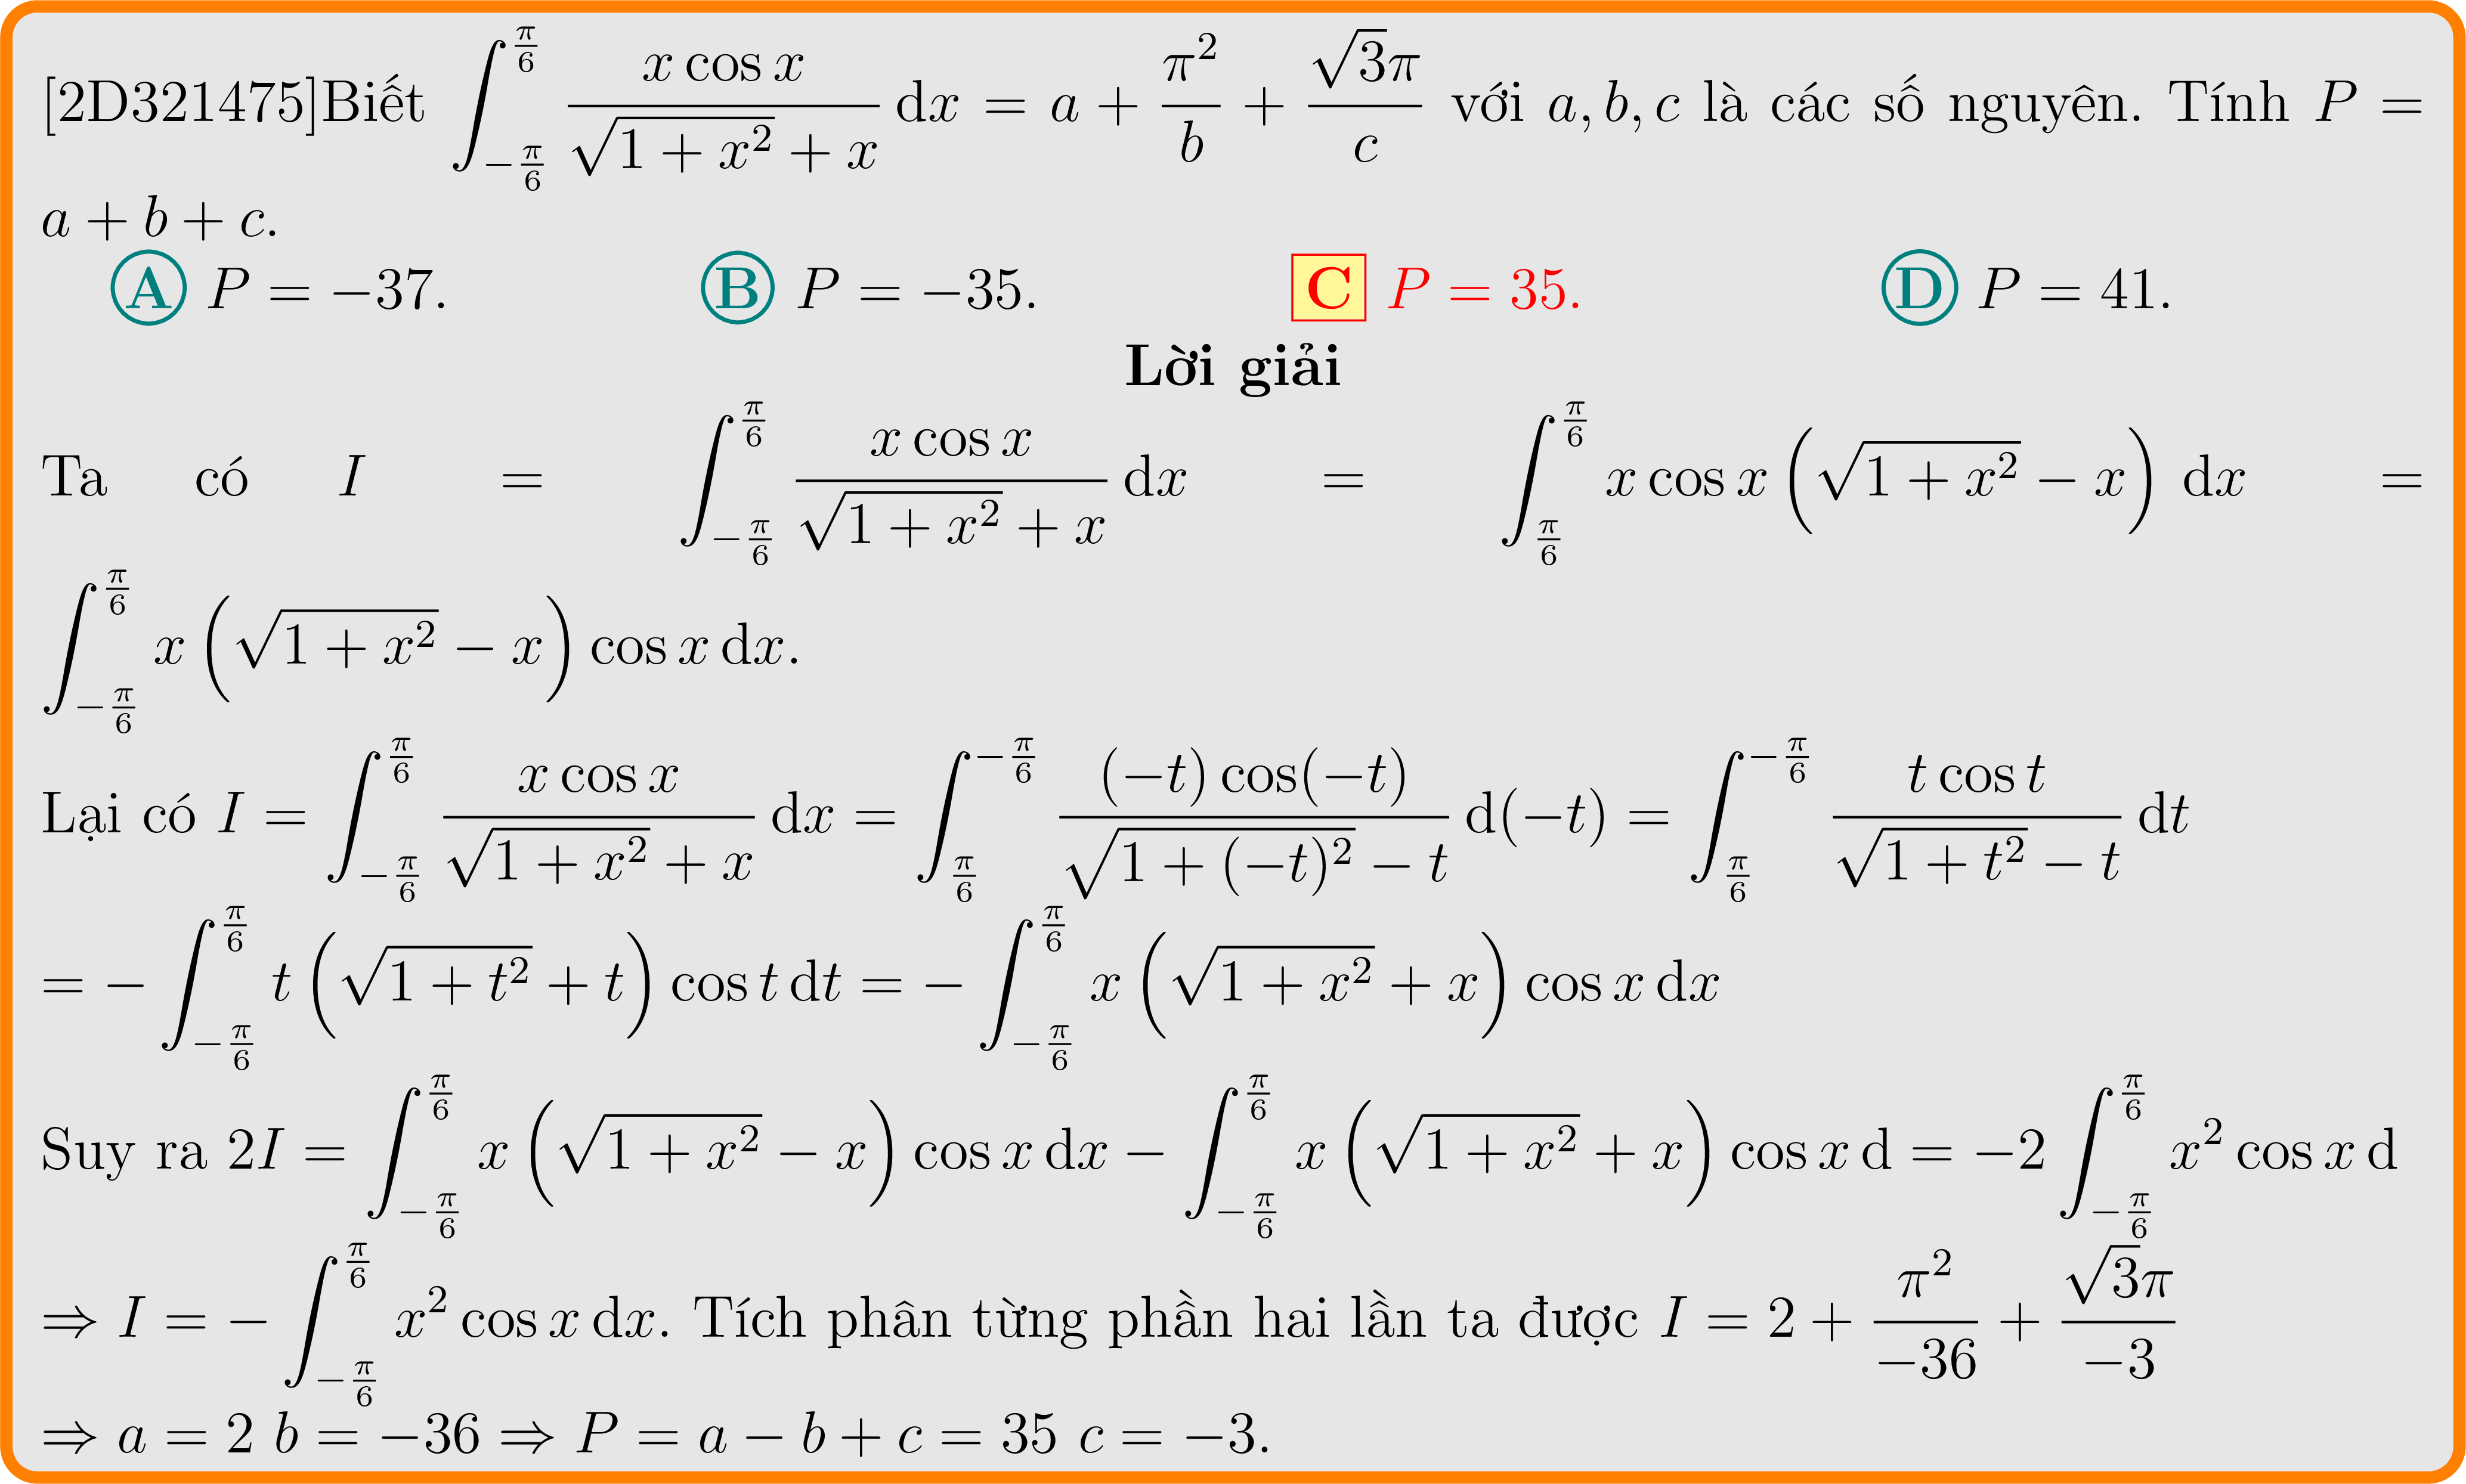 [2D321475]Biết $\int_{-\frac{\pi}{6}}^{\frac{\pi}{6}} \frac{x\cos x}{\sqrt{1+x^2}+x}\,\mathrm{d}x = a + \frac{\pi^2}{b} + \frac{\sqrt{3}\pi}{c}$ với $a, b, c$ là các số nguyên. Tính $P =$
$a + b + c.$
A $P = -37.$ B $P = -35.$ C $P = 35.$ D $P = 41.$
Lời giải
Ta có $I = \int_{-\frac{\pi}{6}}^{\frac{\pi}{6}} \frac{x\cos x}{\sqrt{1+x^2}+x}\,\mathrm{d}x = \int_{\frac{\pi}{6}}^{\frac{\pi}{6}} x\cos x\left(\sqrt{1+x^2}-x\right)\,\mathrm{d}x =$
$\int_{-\frac{\pi}{6}}^{\frac{\pi}{6}} x\left(\sqrt{1+x^2}-x\right)\cos x\,\mathrm{d}x.$
Lại có $I = \int_{-\frac{\pi}{6}}^{\frac{\pi}{6}} \frac{x\cos x}{\sqrt{1+x^2}+x}\,\mathrm{d}x = \int_{\frac{\pi}{6}}^{-\frac{\pi}{6}} \frac{(-t)\cos(-t)}{\sqrt{1+(-t)^2}-t}\,\mathrm{d}(-t) = \int_{\frac{\pi}{6}}^{-\frac{\pi}{6}} \frac{t\cos t}{\sqrt{1+t^2}-t}\,\mathrm{d}t$
$= -\int_{-\frac{\pi}{6}}^{\frac{\pi}{6}} t\left(\sqrt{1+t^2}+t\right)\cos t\,\mathrm{d}t = -\int_{-\frac{\pi}{6}}^{\frac{\pi}{6}} x\left(\sqrt{1+x^2}+x\right)\cos x\,\mathrm{d}x$
Suy ra $2I = \int_{-\frac{\pi}{6}}^{\frac{\pi}{6}} x\left(\sqrt{1+x^2}-x\right)\cos x\,\mathrm{d}x - \int_{-\frac{\pi}{6}}^{\frac{\pi}{6}} x\left(\sqrt{1+x^2}+x\right)\cos x\,\mathrm{d} = -2\int_{-\frac{\pi}{6}}^{\frac{\pi}{6}} x^2\cos x\,\mathrm{d}$
$\Rightarrow I = -\int_{-\frac{\pi}{6}}^{\frac{\pi}{6}} x^2\cos x\,\mathrm{d}x.$ Tích phân từng phần hai lần ta được $I = 2 + \frac{\pi^2}{-36} + \frac{\sqrt{3}\pi}{-3}$
$\Rightarrow a = 2\ b = -36 \Rightarrow P = a - b + c = 35\ c = -3.$